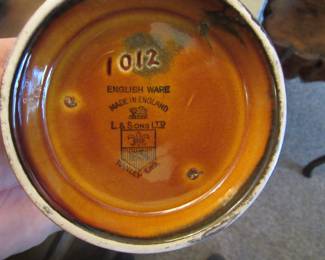 1012
ENGLISH WARE
MADE IN ENGLAND
L & SONS LTD